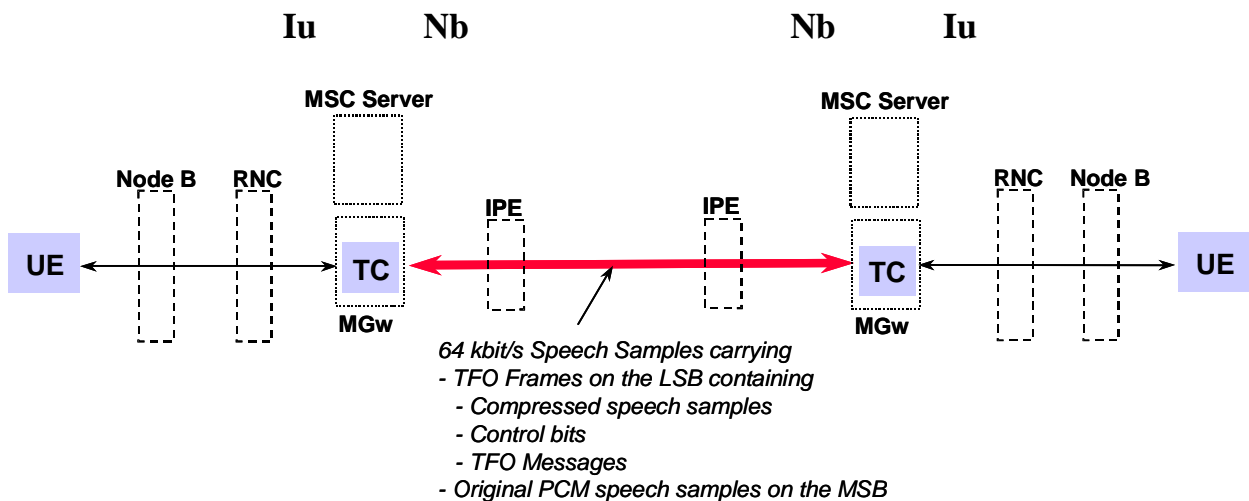 Iu Nb Nb Iu
MSC Server MSC Server
Node B RNC RNC Node B
IPE IPE
UE TC TC UE
MGw MGw
64 kbit/s Speech Samples carrying
- TFO Frames on the LSB containing
- Compressed speech samples
- Control bits
- TFO Messages
- Original PCM speech samples on the MSB